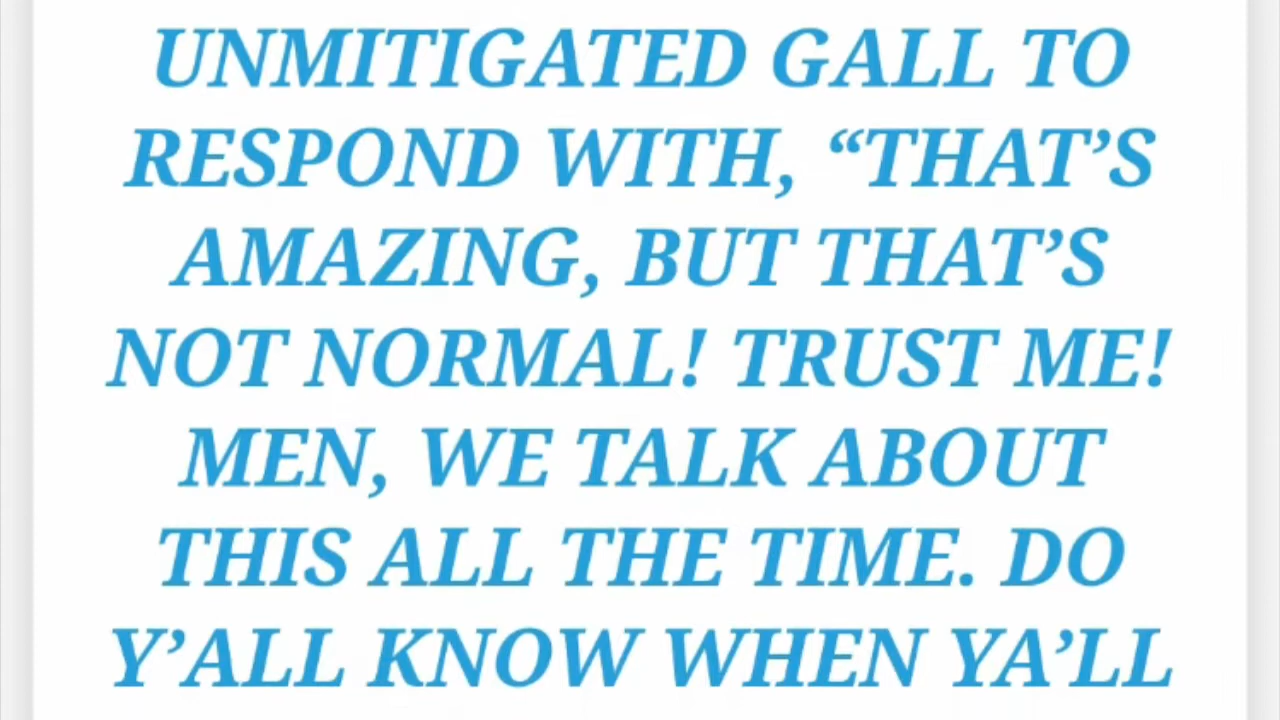 UNMITIGATED GALL TO
RESPOND WITH, “THAT’S
AMAZING, BUT THAT’S
NOT NORMAL! TRUST ME!
MEN, WE TALK ABOUT
THIS ALL THE TIME. DO
Y’ALL KNOW WHEN YA’LL